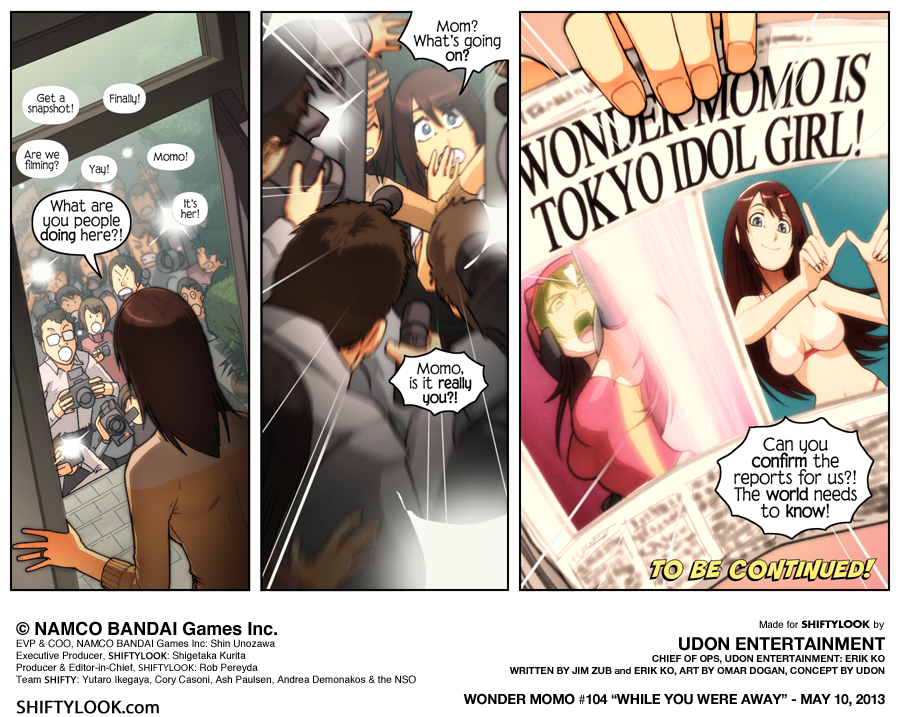 Get a
snapshot!
Finally!
Are we
filming?
Yay!
Momo!
It's
her!
What are
you people
doing here?!
Mom?
What's going
on?
Momo,
is it really
you?!
WONDER MOMO IS
TOKYO IDOL GIRL!
Can you
confirm the
reports for us?!
The world needs
to know!
TO BE CONTINUED!
© NAMCO BANDAI Games Inc.
EVP & COO, NAMCO BANDAI Games Inc: Shin Unozawa
Executive Producer, SHIFTYLOOK: Shigetaka Kurita
Producer & Editor-in-Chief, SHIFTYLOOK: Rob Pereyda
Team SHIFTY: Yutaro Ikegaya, Cory Casoni, Ash Paulsen, Andrea Demonakos & the NSO
SHIFTYLOOK.com
Made for SHIFTYLOOK by
UDON ENTERTAINMENT
CHIEF OF OPS, UDON ENTERTAINMENT: ERIK KO
WRITTEN BY JIM ZUB and ERIK KO, ART BY OMAR DOGAN, CONCEPT BY UDON
WONDER MOMO #104 “WHILE YOU WERE AWAY” - MAY 10, 2013